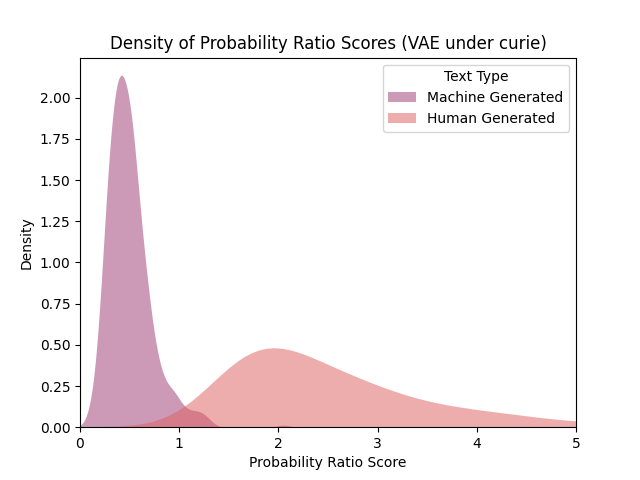 Density of Probability Ratio Scores (VAE under curie)
Text Type
Machine Generated
Human Generated
Density
2.00
1.75
1.50
1.25
1.00
0.75
0.50
0.25
0.00
0 1 2 3 4 5
Probability Ratio Score